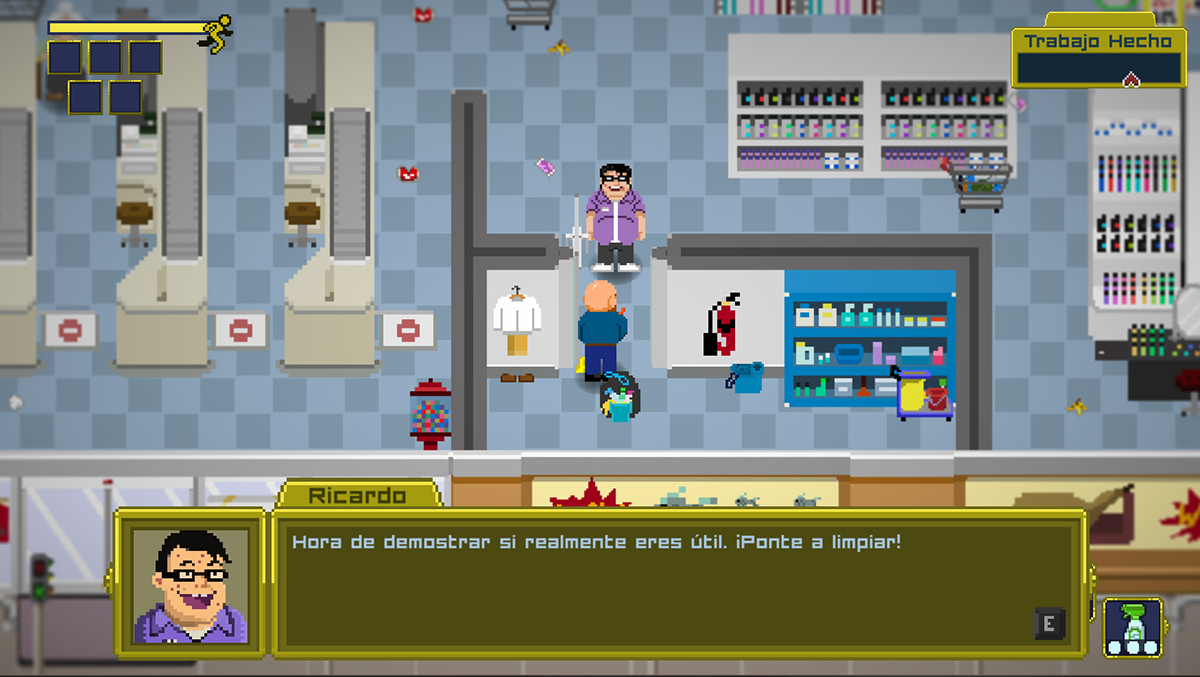 Trabajo Hecho
Ricardo
Hora de demostrar si realmente eres útil. ¡Ponte a limpiar!
E